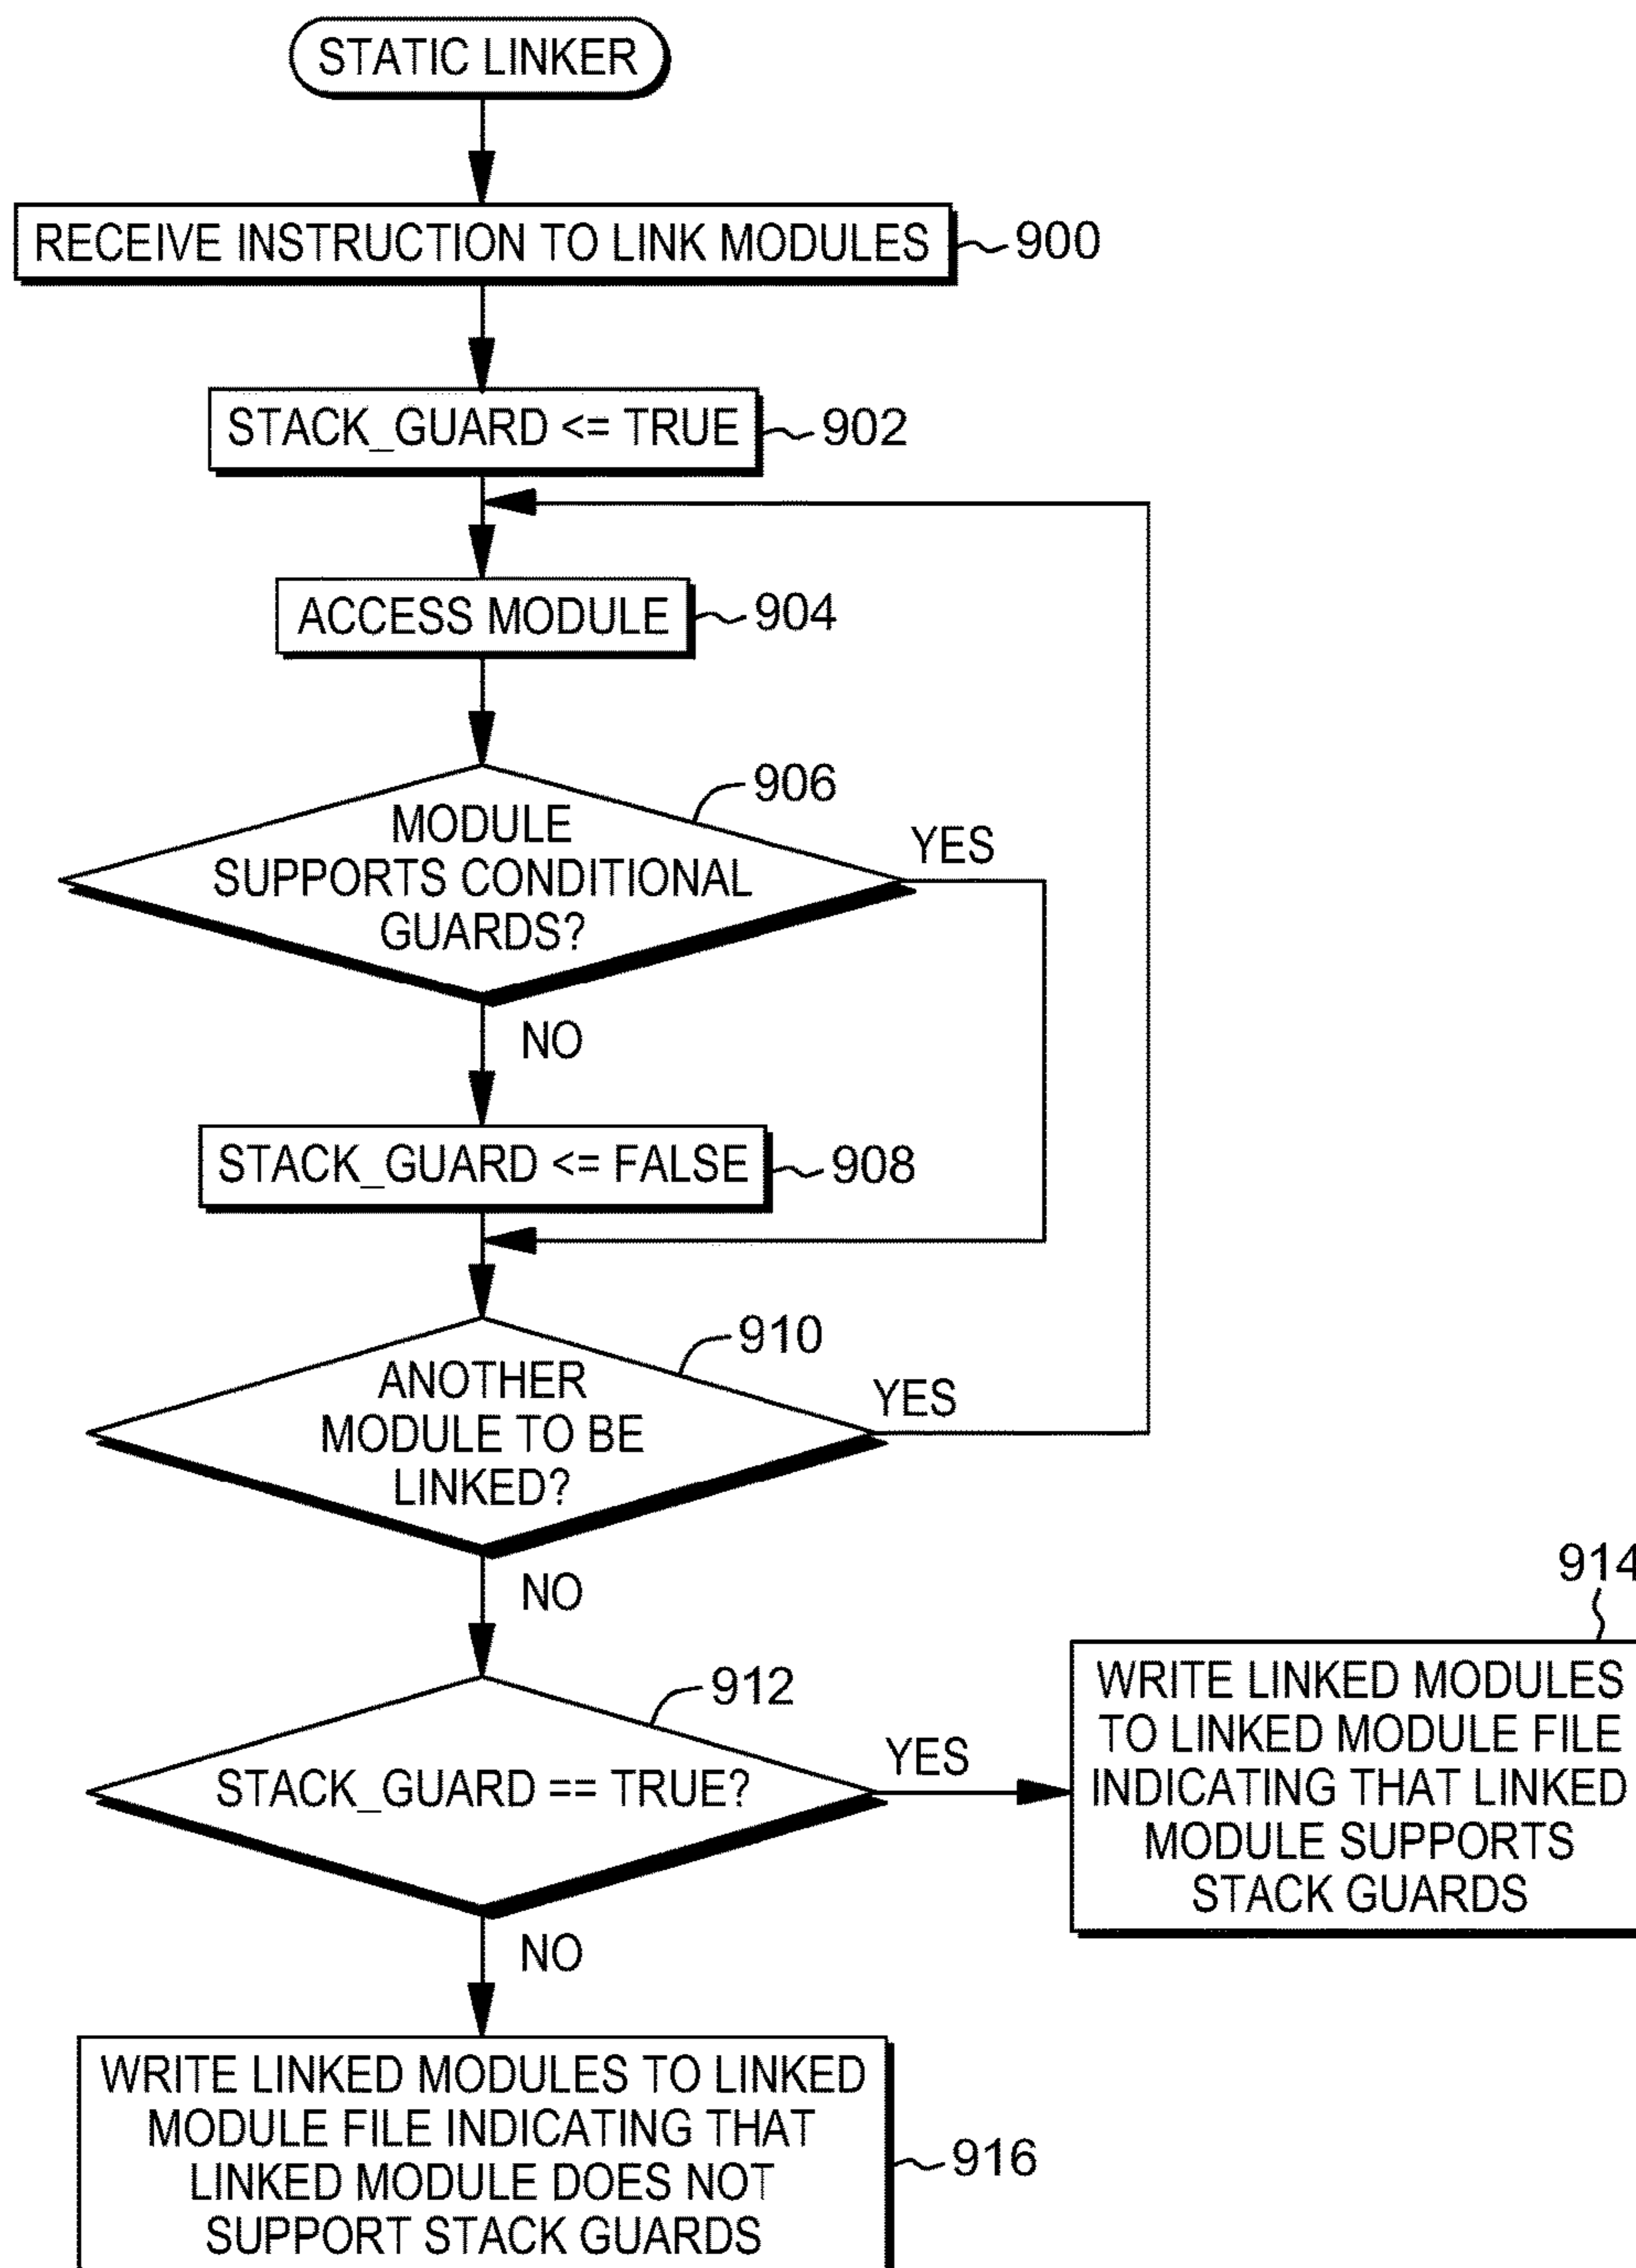 STATIC LINKER
RECEIVE INSTRUCTION TO LINK MODULES
900
STACK_GUARD <= TRUE
902
ACCESS MODULE
904
906
MODULE
SUPPORTS CONDITIONAL
GUARDS?
YES
NO
STACK_GUARD <= FALSE
908
910
ANOTHER
MODULE TO BE
LINKED?
YES
NO
912
STACK_GUARD == TRUE?
YES
914
WRITE LINKED MODULES
TO LINKED MODULE FILE
INDICATING THAT LINKED
MODULE SUPPORTS
STACK GUARDS
NO
WRITE LINKED MODULES TO LINKED
MODULE FILE INDICATING THAT
LINKED MODULE DOES NOT
SUPPORT STACK GUARDS
916